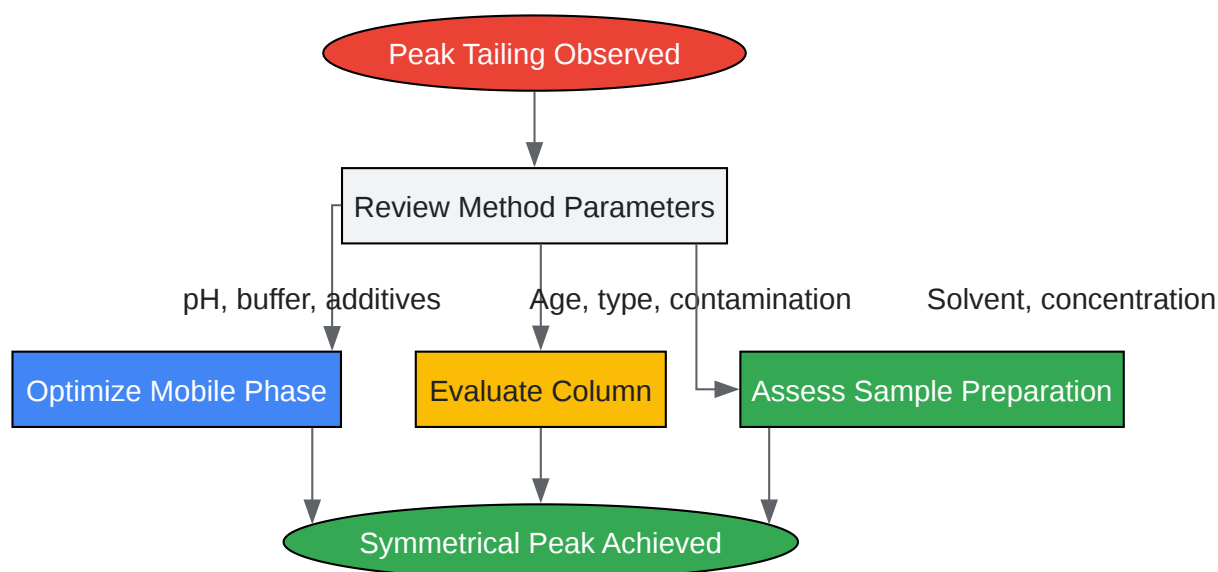 Peak Tailing Observed
Review Method Parameters
pH, buffer, additives
Age, type, contamination
Solvent, concentration
Optimize Mobile Phase
Evaluate Column
Assess Sample Preparation
Symmetrical Peak Achieved